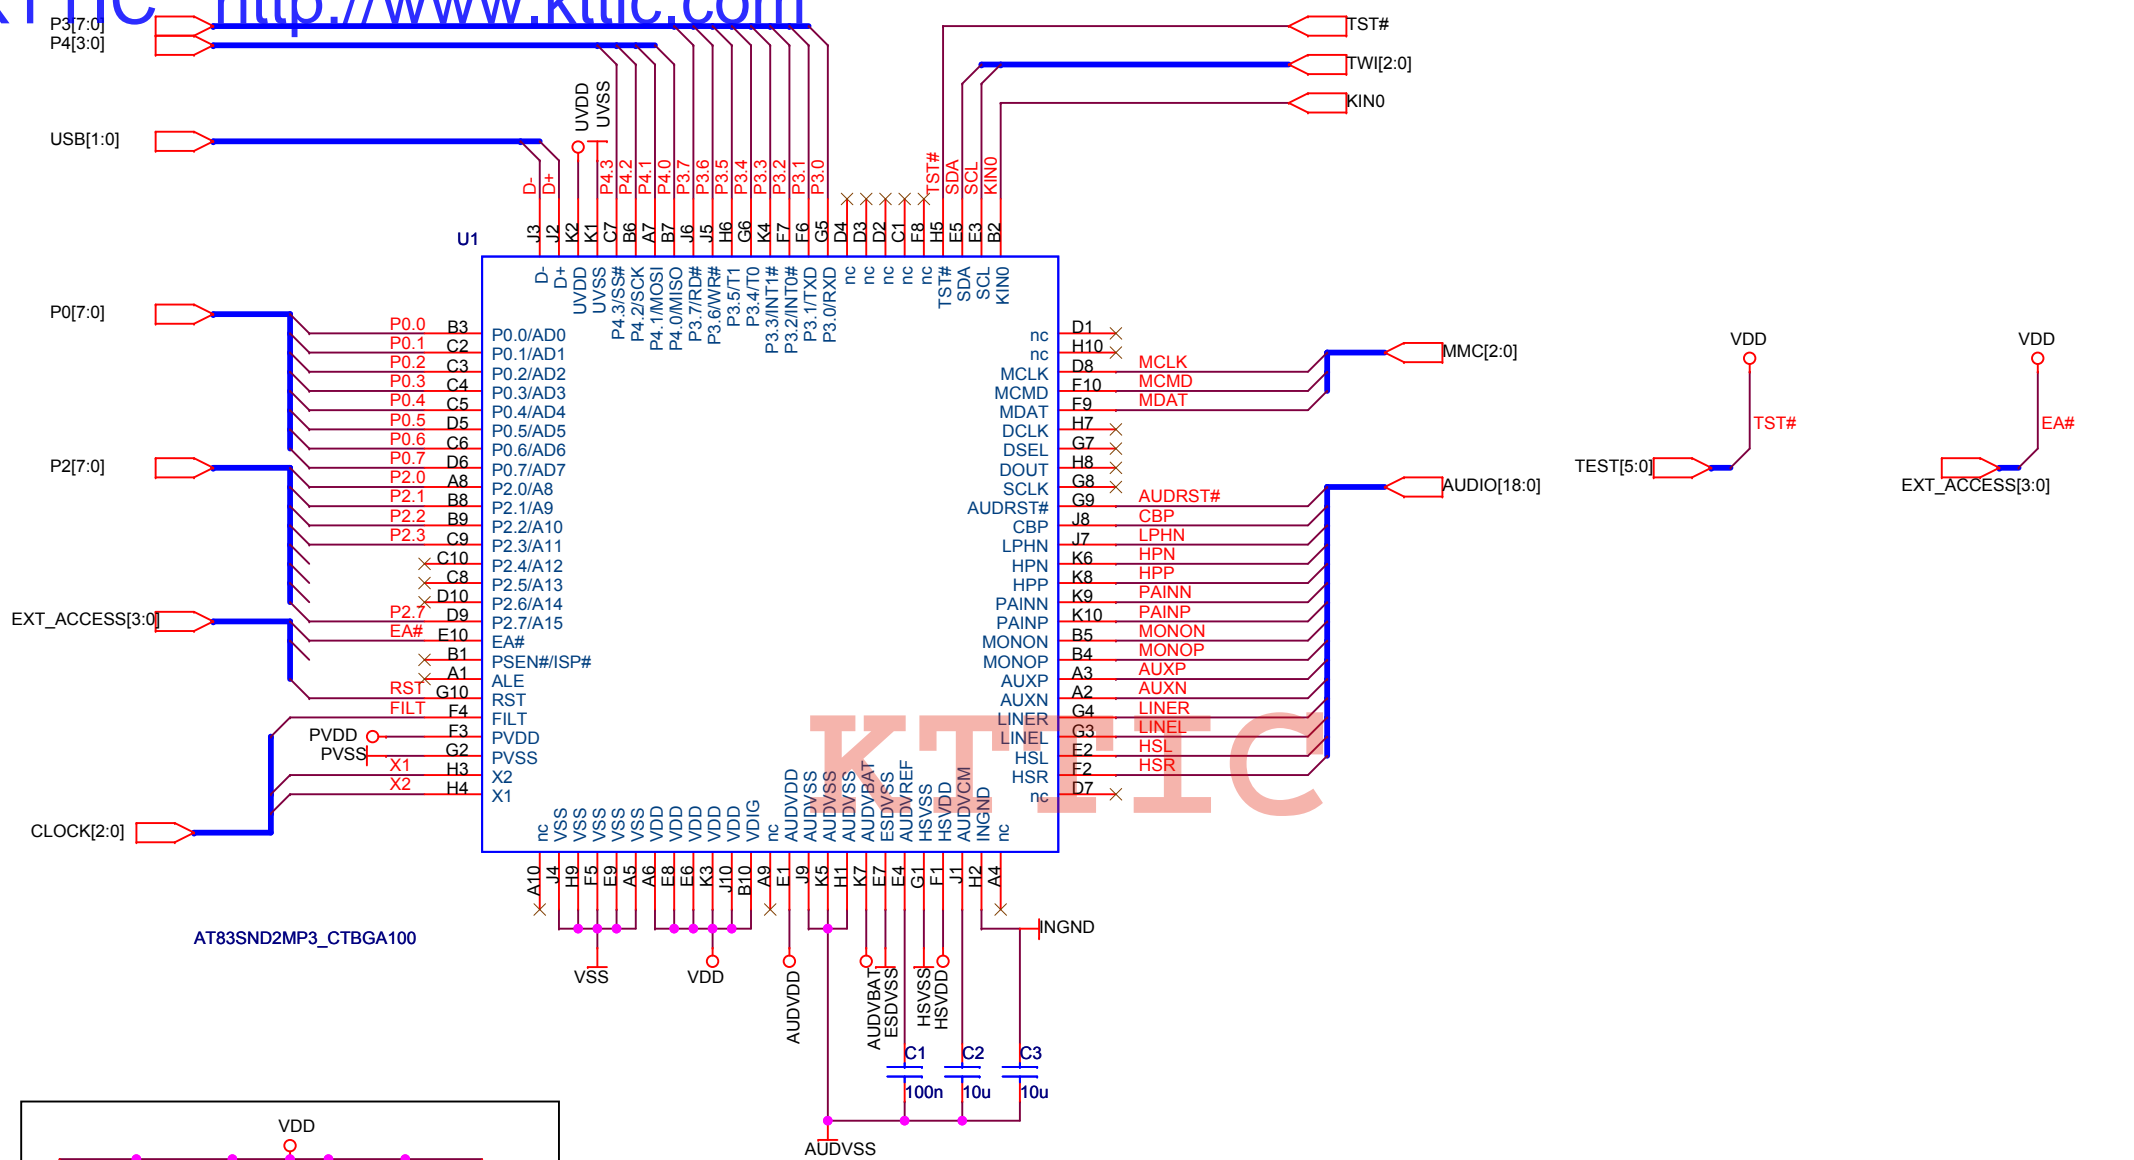 KTTIC http://www.kttic.com
P3[7:0]
P4[3:0]
USB[1:0]
TST#
TWI[2:0]
KIN0
UVDD
UVSS
D-
D+
P4.3
P4.2
P4.1
P4.0
P3.7
P3.6
P3.5
P3.4
P3.3
P3.2
P3.1
P3.0
TST#
SDA
SCL
KIN0
U1
J3
J2
K2
K1
C7
B6
A7
B7
J6
J5
H6
G6
K4
F7
F6
G5
D4
D3
D2
C1
F8
H5
E5
E3
B2
D-
D+
UVDD
UVSS
P4.3/SS#
P4.2/SCK
P4.1/MOSI
P4.0/MISO
P3.7/RD#
P3.6/WR#
P3.5/T1
P3.4/T0
P3.3/INT1#
P3.2/INT0#
P3.1/TXD
P3.0/RXD
nc
nc
nc
nc
nc
TST#
SDA
SCL
KIN0
P0[7:0]
P2[7:0]
EXT_ACCESS[3:0]
CLOCK[2:0]
P0.0 B3 P0.0/AD0
P0.1 C2 P0.1/AD1
P0.2 C3 P0.2/AD2
P0.3 C4 P0.3/AD3
P0.4 C5 P0.4/AD4
P0.5 D5 P0.5/AD5
P0.6 C6 P0.6/AD6
P0.7 D6 P0.7/AD7
P2.0 A8 P2.0/A8
P2.1 B8 P2.1/A9
P2.2 B9 P2.2/A10
P2.3 C9 P2.3/A11
C10 P2.4/A12
C8 P2.5/A13
D10 P2.6/A14
P2.7 D9 P2.7/A15
EA# E10 EA#
B1 PSEN#/ISP#
A1 ALE
RST G10 RST
FILT F4 FILT
PVDD F3 PVDD
PVSS G2 PVSS
X1 H3 X2
X2 H4 X1
nc D1
nc H10
MCLK D8 MCLK
MCMD E10 MCMD
MDAT F9 MDAT
DCLK H7
DSEL G7
DOUT H8
SCLK G8
AUDRST# G9 AUDRST#
CBP J8 CBP
LPHN J7 LPHN
HPN K6 HPN
HPP K8 HPP
PAINN K9 PAINN
PAINP K10 PAINP
MONON B5 MONON
MONOP B4 MONOP
AUXP A3 AUXP
AUXN A2 AUXN
LINER G4 LINER
LINEL G3 LINEL
HSL E2 HSL
HSR F2 HSR
nc D7
MMC[2:0]
AUDIO[18:0]
VDD
TST#
TEST[5:0]
VDD
EA#
EXT_ACCESS[3:0]
KTTIC
nc
VSS
VSS
VSS
VSS
VSS
VDD
VDD
VDD
VDD
VDD
VDIG
nc
AUDVDD
AUDVSS
AUDVSS
AUDVSS
AUDVBAT
ESDVSS
AUDVREF
HSVSS
HSVDD
AUDVCM
INGND
nc
A10
J4
H9
F5
E9
A5
A6
E8
E6
K3
J10
B10
A9
E1
J9
K5
H1
K7
E7
E4
G1
F1
J1
H2
A4
AT83SND2MP3_CTBGA100
VSS
VDD
AUDVDD
AUDVBAT
ESDVSS
HSVSS
HSVDD
INGND
C1
100n
C2
10u
C3
10u
AUDVSS
VDD